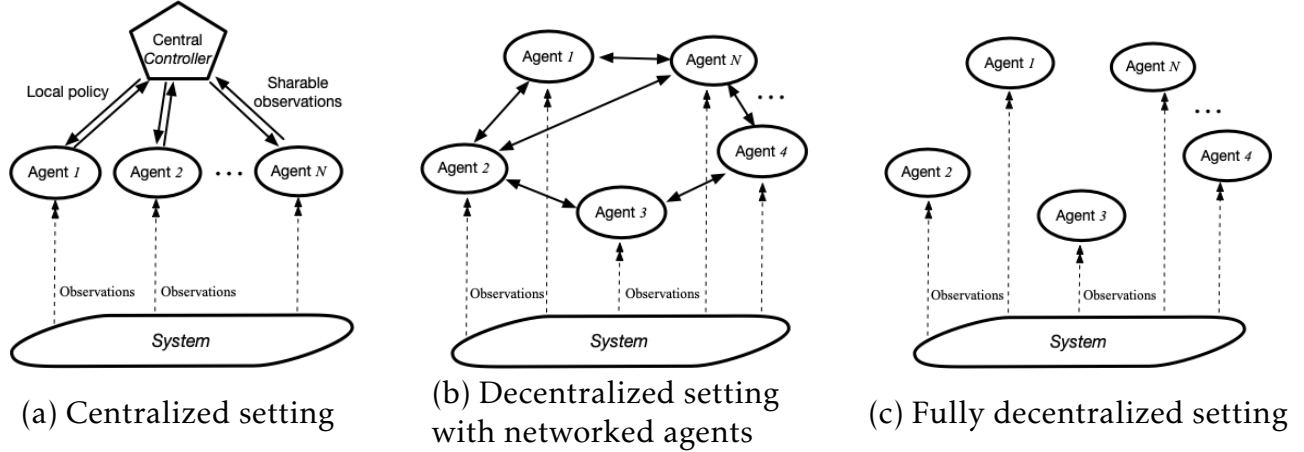 Central
Controller
Local policy
Sharable
observations
Agent 1
Agent 2
...
Agent N
Observations
Observations
System
(a) Centralized setting
Agent 1
Agent N
...
Agent 2
Agent 4
Agent 3
Observations
Observations
System
(b) Decentralized setting
with networked agents
Agent 1
Agent N
...
Agent 2
Agent 4
Agent 3
Observations
Observations
System
(c) Fully decentralized setting